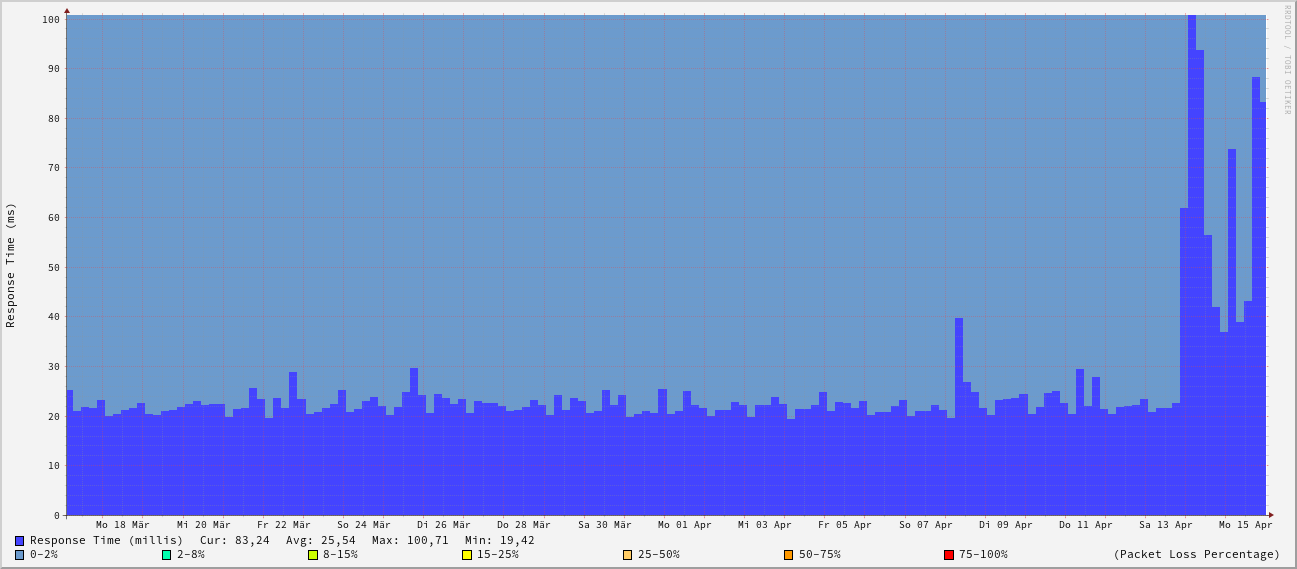 RRDTOOL / TOBI OETIKER
Response Time (ms)
100
90
80
70
60
50
40
30
20
10
0
Mo 18 Mär Mi 20 Mär Fr 22 Mär So 24 Mär Di 26 Mär Do 28 Mär Sa 30 Mär Mo 01 Apr Mi 03 Apr Fr 05 Apr So 07 Apr Di 09 Apr Do 11 Apr Sa 13 Apr Mo 15 Apr
Response Time (millis) Cur: 83,24 Avg: 25,54 Max: 100,71 Min: 19,42
0-2% 2-8% 8-15% 15-25% 25-50% 50-75% 75-100% (Packet Loss Percentage)